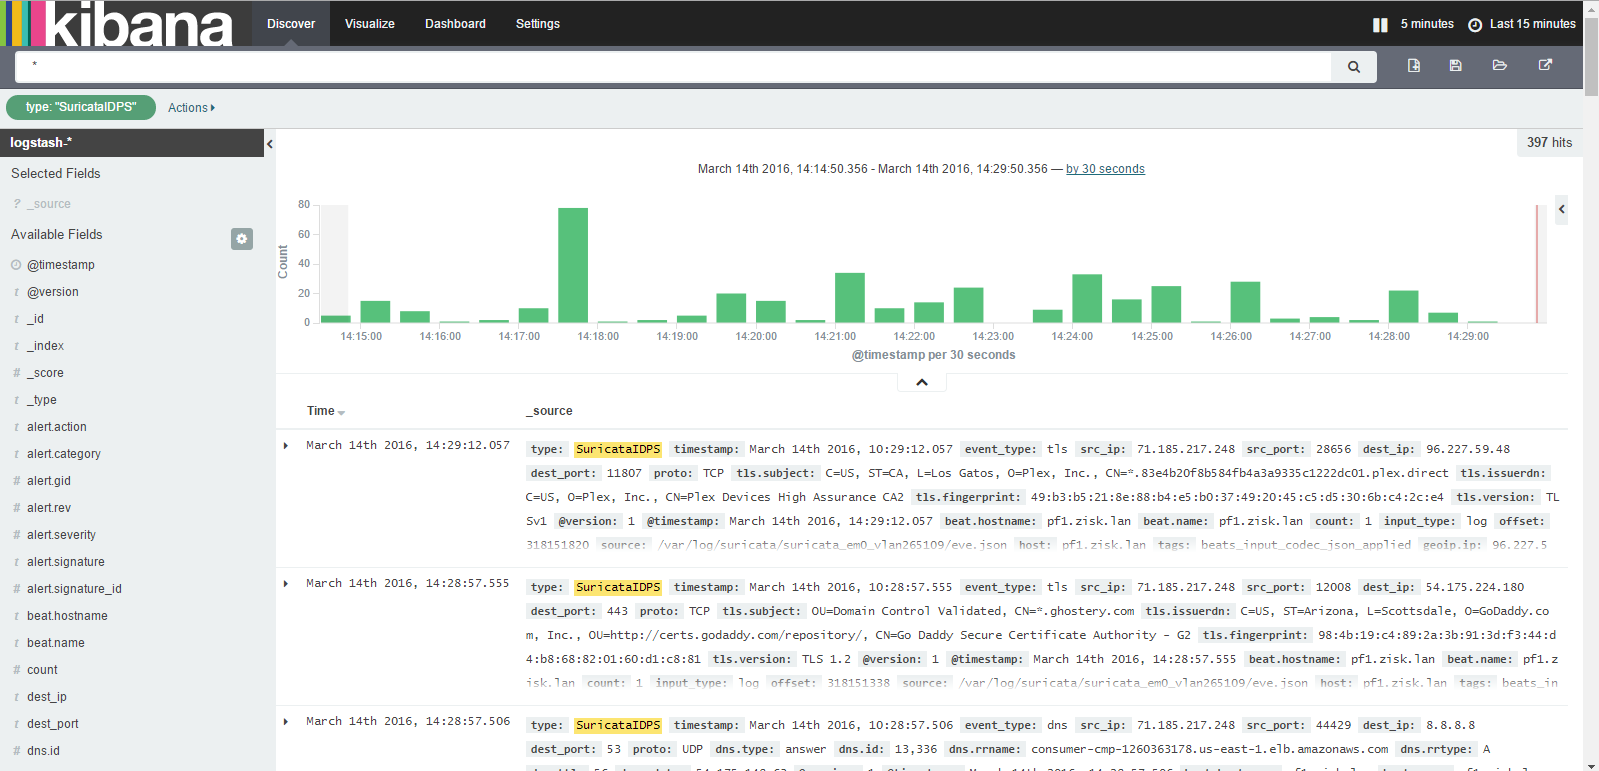 kibana Discover Visualize Dashboard Settings 5 minutes Last 15 minutes
*
type: "SuricataIDPS" Actions
logstash-*
397 hits
Selected Fields
? _source
Available Fields
@timestamp
t @version
t _id
t _index
# _score
t _type
t alert.action
t alert.category
# alert.gid
# alert.rev
# alert.severity
t alert.signature
# alert.signature_id
t beat.hostname
t beat.name
# count
t dest_ip
t dest_port
# dns.id
March 14th 2016, 14:14:50.356 - March 14th 2016, 14:29:50.356 — by 30 seconds
80
60
40
20
0
Count
14:15:00 14:16:00 14:17:00 14:18:00 14:19:00 14:20:00 14:21:00 14:22:00 14:23:00 14:24:00 14:25:00 14:26:00 14:27:00 14:28:00 14:29:00
@timestamp per 30 seconds
Time _source
March 14th 2016, 14:29:12.057 type: SuricataIDPS timestamp: March 14th 2016, 10:29:12.057 event_type: tls src_ip: 71.185.217.248 src_port: 28656 dest_ip: 96.227.59.48
dest_port: 11807 proto: TCP tls.subject: C=US, ST=CA, L=Los Gatos, O=Plex, Inc., CN=*.83e4b20f8b584fb4a3a9335c1222dc01.plex.direct tls.issuerdn:
C=US, O=Plex, Inc., CN=Plex Devices High Assurance CA2 tls.fingerprint: 49:b3:b5:21:8e:88:b4:e5:b0:37:49:20:45:c5:d5:30:6b:c4:2c:e4 tls.version: TL
Sv1 @version: 1 @timestamp: March 14th 2016, 14:29:12.057 beat.hostname: pf1.zisk.lan beat.name: pf1.zisk.lan count: 1 input_type: log offset:
318151820 source: /var/log/suricata/suricata_em0_vlan265109/eve.json host: pf1.zisk.lan tags: beats_input_codec_json_applied geoip.ip: 96.227.5
March 14th 2016, 14:28:57.555 type: SuricataIDPS timestamp: March 14th 2016, 10:28:57.555 event_type: tls src_ip: 71.185.217.248 src_port: 12008 dest_ip: 54.175.224.180
dest_port: 443 proto: TCP tls.subject: OU=Domain Control Validated, CN=*.ghostery.com tls.issuerdn: C=US, ST=Arizona, L=Scottsdale, O=GoDaddy.co
m, Inc., OU=http://certs.godaddy.com/repository/, CN=Go Daddy Secure Certificate Authority - G2 tls.fingerprint: 98:4b:19:c4:89:2a:3b:91:3d:f3:44:d
4:b8:68:82:01:60:d1:c8:81 tls.version: TLS 1.2 @version: 1 @timestamp: March 14th 2016, 14:28:57.555 beat.hostname: pf1.zisk.lan beat.name: pf1.z
isk.lan count: 1 input_type: log offset: 318151338 source: /var/log/suricata/suricata_em0_vlan265109/eve.json host: pf1.zisk.lan tags: beats_in
March 14th 2016, 14:28:57.506 type: SuricataIDPS timestamp: March 14th 2016, 10:28:57.506 event_type: dns src_ip: 71.185.217.248 src_port: 44429 dest_ip: 8.8.8.8
dest_port: 53 proto: UDP dns.type: answer dns.id: 13,336 dns.rrname: consumer-cmp-1260363178.us-east-1.elb.amazonaws.com dns.rrtype: A